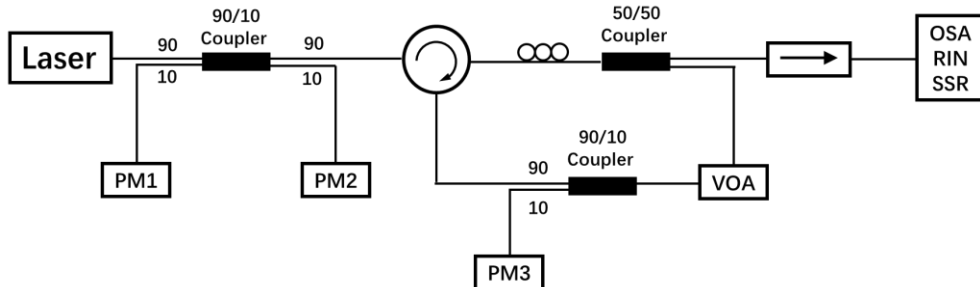 90/10
Coupler
50/50
Coupler
Laser
90
90
10
10
OSA
RIN
SSR
90/10
Coupler
90
10
PM1
PM2
VOA
PM3